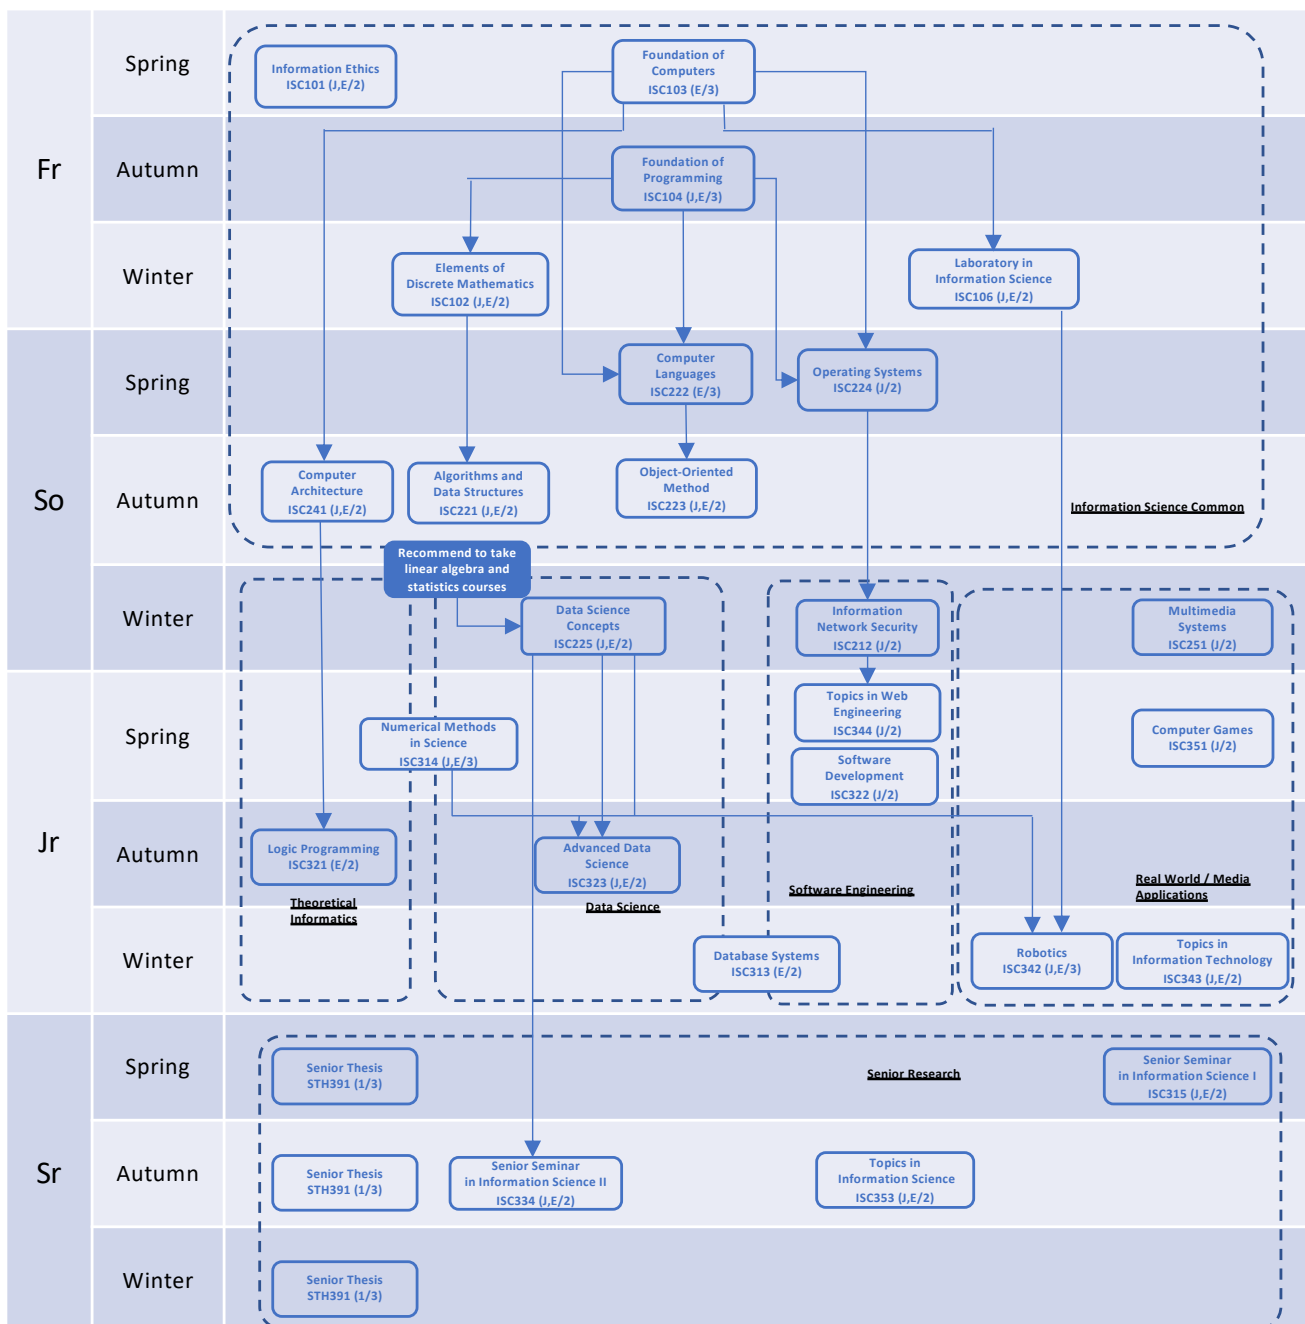 Fr
Spring
Information Ethics
ISC101 (J,E/2)
Foundation of
Computers
ISC103 (E/3)
Autumn
Foundation of
Programming
ISC104 (J,E/3)
Winter
Elements of
Discrete Mathematics
ISC102 (J,E/2)
Laboratory in
Information Science
ISC106 (J,E/2)
So
Spring
Computer
Languages
ISC222 (E/3)
Operating Systems
ISC224 (J/2)
Autumn
Computer
Architecture
ISC241 (J,E/2)
Algorithms and
Data Structures
ISC221 (J,E/2)
Object-Oriented
Method
ISC223 (J,E/2)
Information Science Common
Recommend to take
linear algebra and
statistics courses
Winter
Data Science
Concepts
ISC225 (J,E/2)
Information
Network Security
ISC212 (J/2)
Multimedia
Systems
ISC251 (J/2)
Jr
Spring
Numerical Methods
in Science
ISC314 (J,E/3)
Topics in Web
Engineering
ISC344 (J/2)
Software
Development
ISC322 (J/2)
Computer Games
ISC351 (J/2)
Autumn
Logic Programming
ISC321 (E/2)
Advanced Data
Science
ISC323 (J,E/2)
Theoretical
Informatics
Data Science
Software Engineering
Real World / Media
Applications
Winter
Database Systems
ISC313 (E/2)
Robotics
ISC342 (J,E/3)
Topics in
Information Technology
ISC343 (J,E/2)
Sr
Spring
Senior Thesis
STH391 (1/3)
Senior Research
Senior Seminar
in Information Science I
ISC315 (J,E/2)
Autumn
Senior Thesis
STH391 (1/3)
Senior Seminar
in Information Science II
ISC334 (J,E/2)
Topics in
Information Science
ISC353 (J,E/2)
Winter
Senior Thesis
STH391 (1/3)